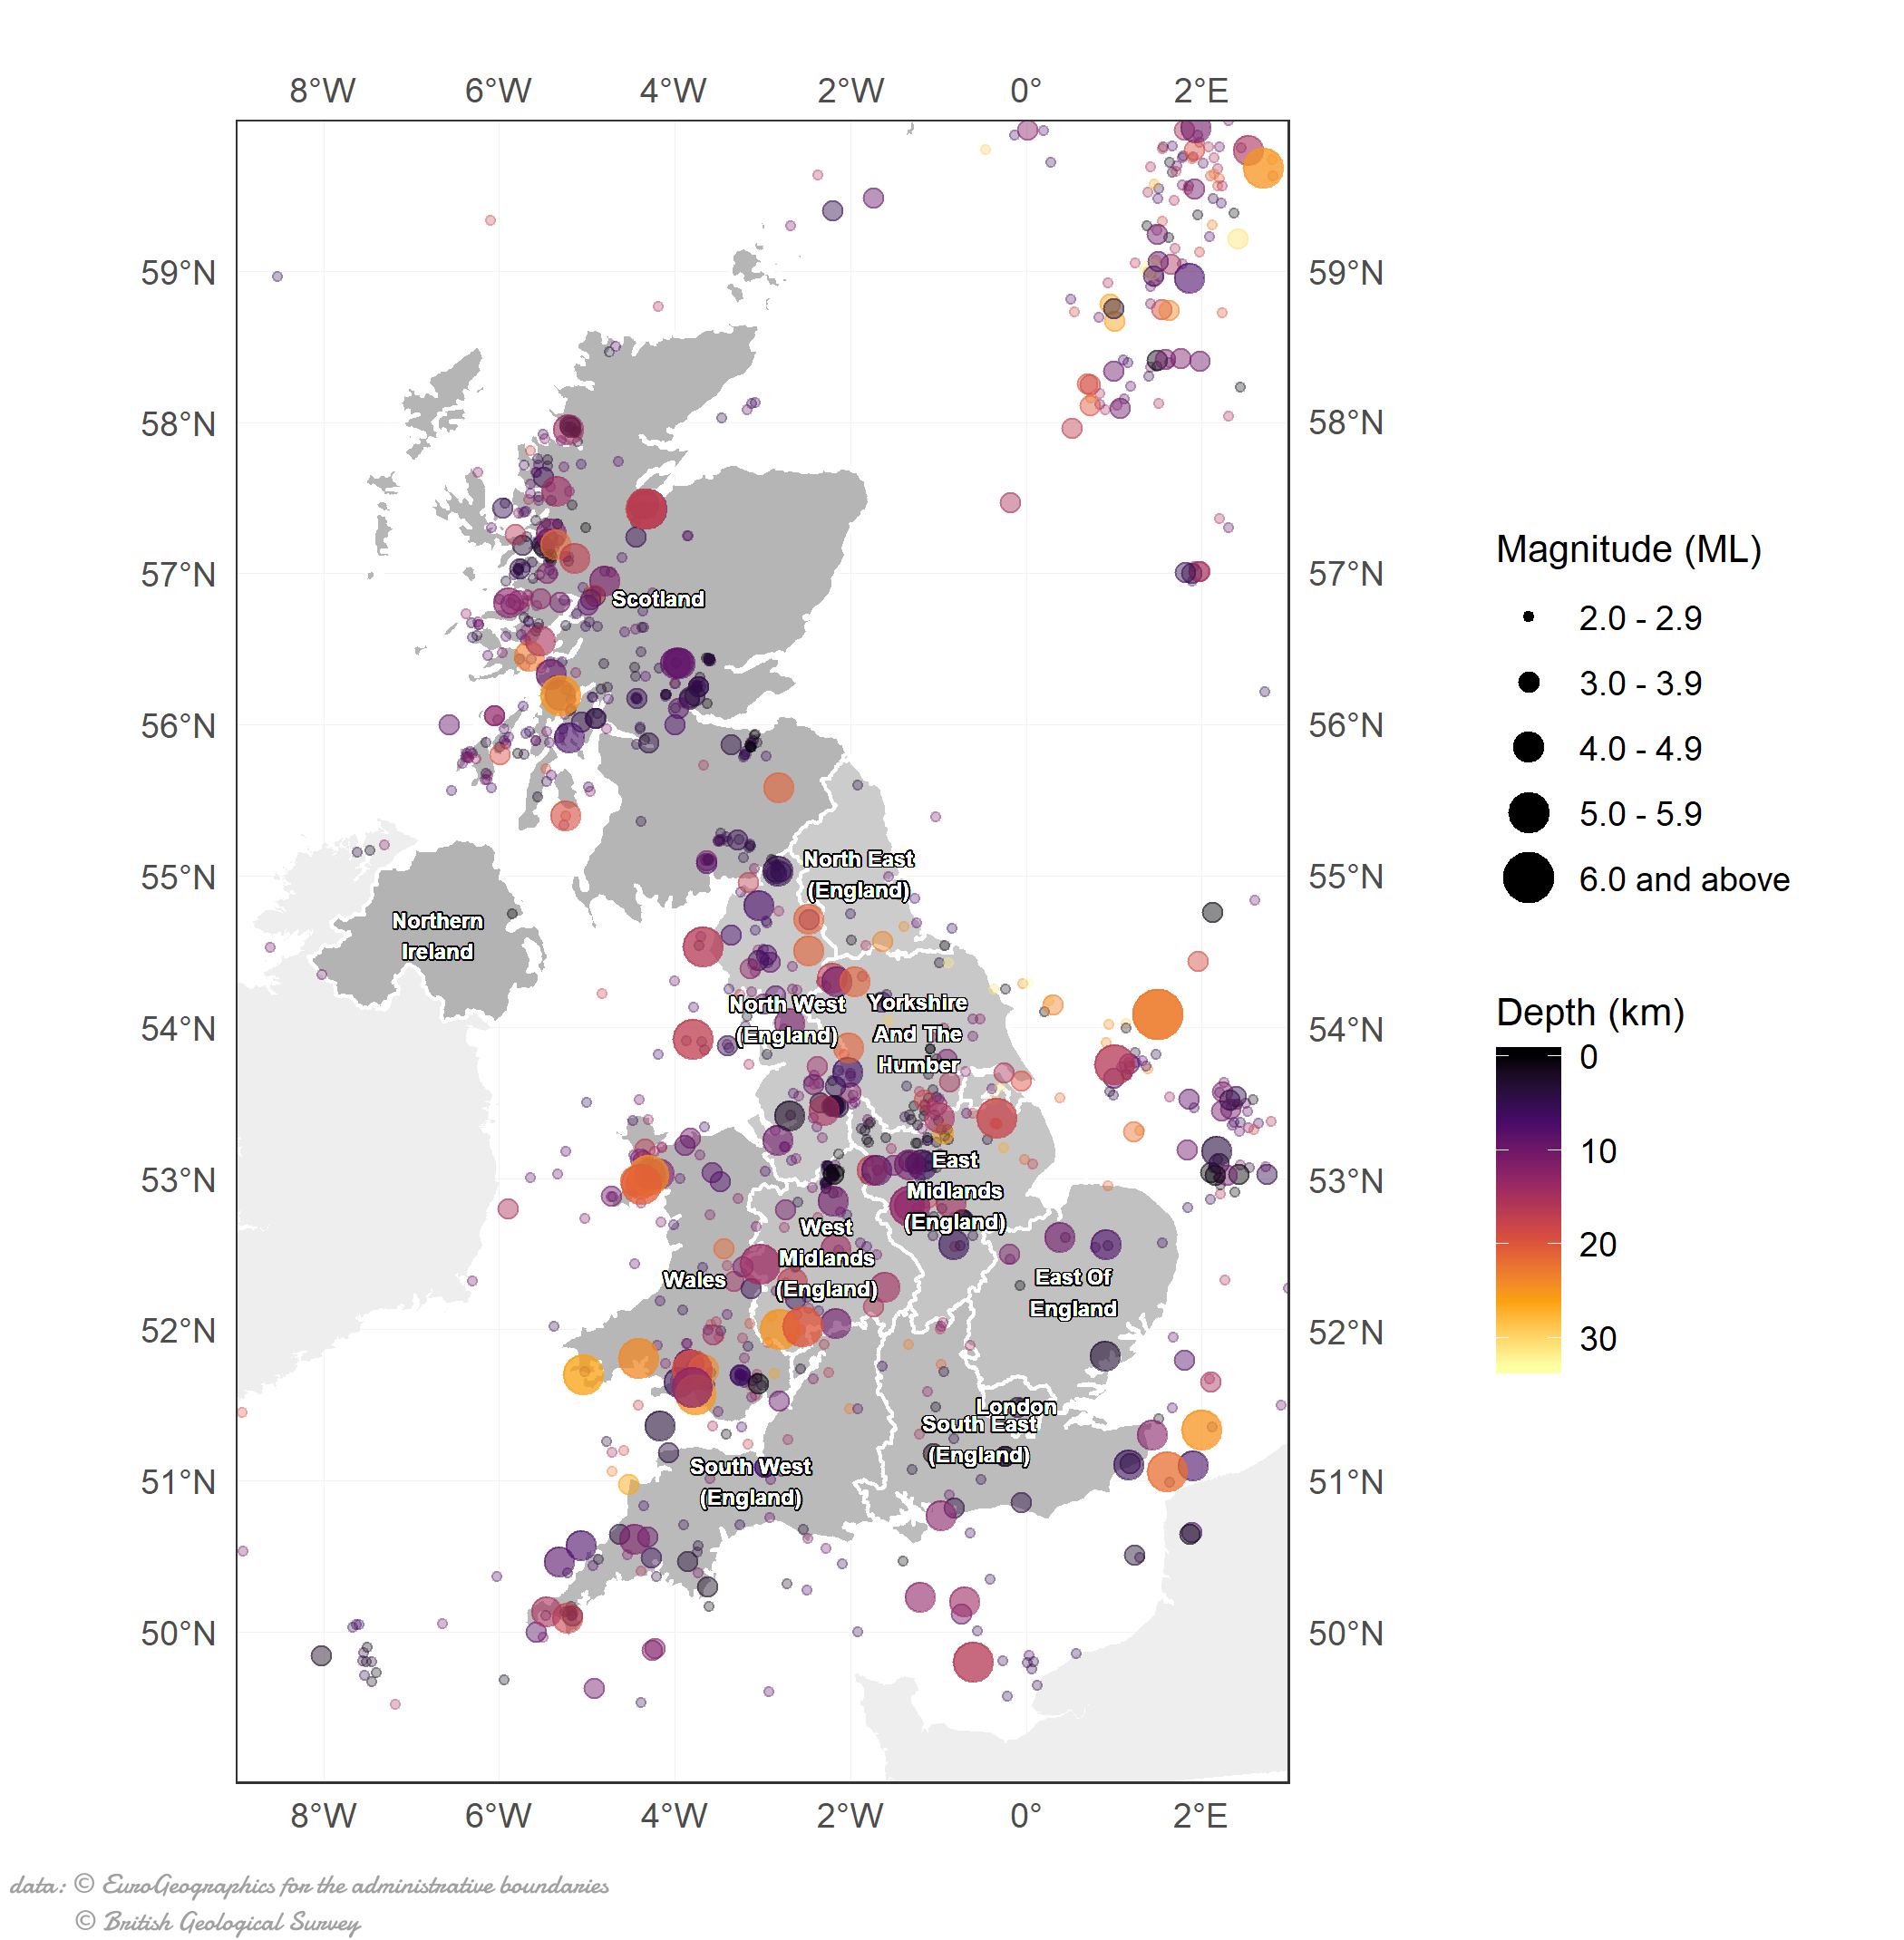 8°W 6°W 4°W 2°W 0° 2°E
59°N 59°N
58°N 58°N
57°N 57°N
56°N 56°N
55°N 55°N
54°N 54°N
53°N 53°N
52°N 52°N
51°N 51°N
50°N 50°N
8°W 6°W 4°W 2°W 0° 2°E
Scotland
North East
(England)
Northern
Ireland
North West
(England)
Yorkshire
And The
Humber
East
Midlands
(England)
West
Midlands
(England)
Wales
East Of
England
London
South East
(England)
South West
(England)
Magnitude (ML)
2.0 - 2.9
3.0 - 3.9
4.0 - 4.9
5.0 - 5.9
6.0 and above
Depth (km)
0
10
20
30
data: © EuroGeographics for the administrative boundaries
© British Geological Survey